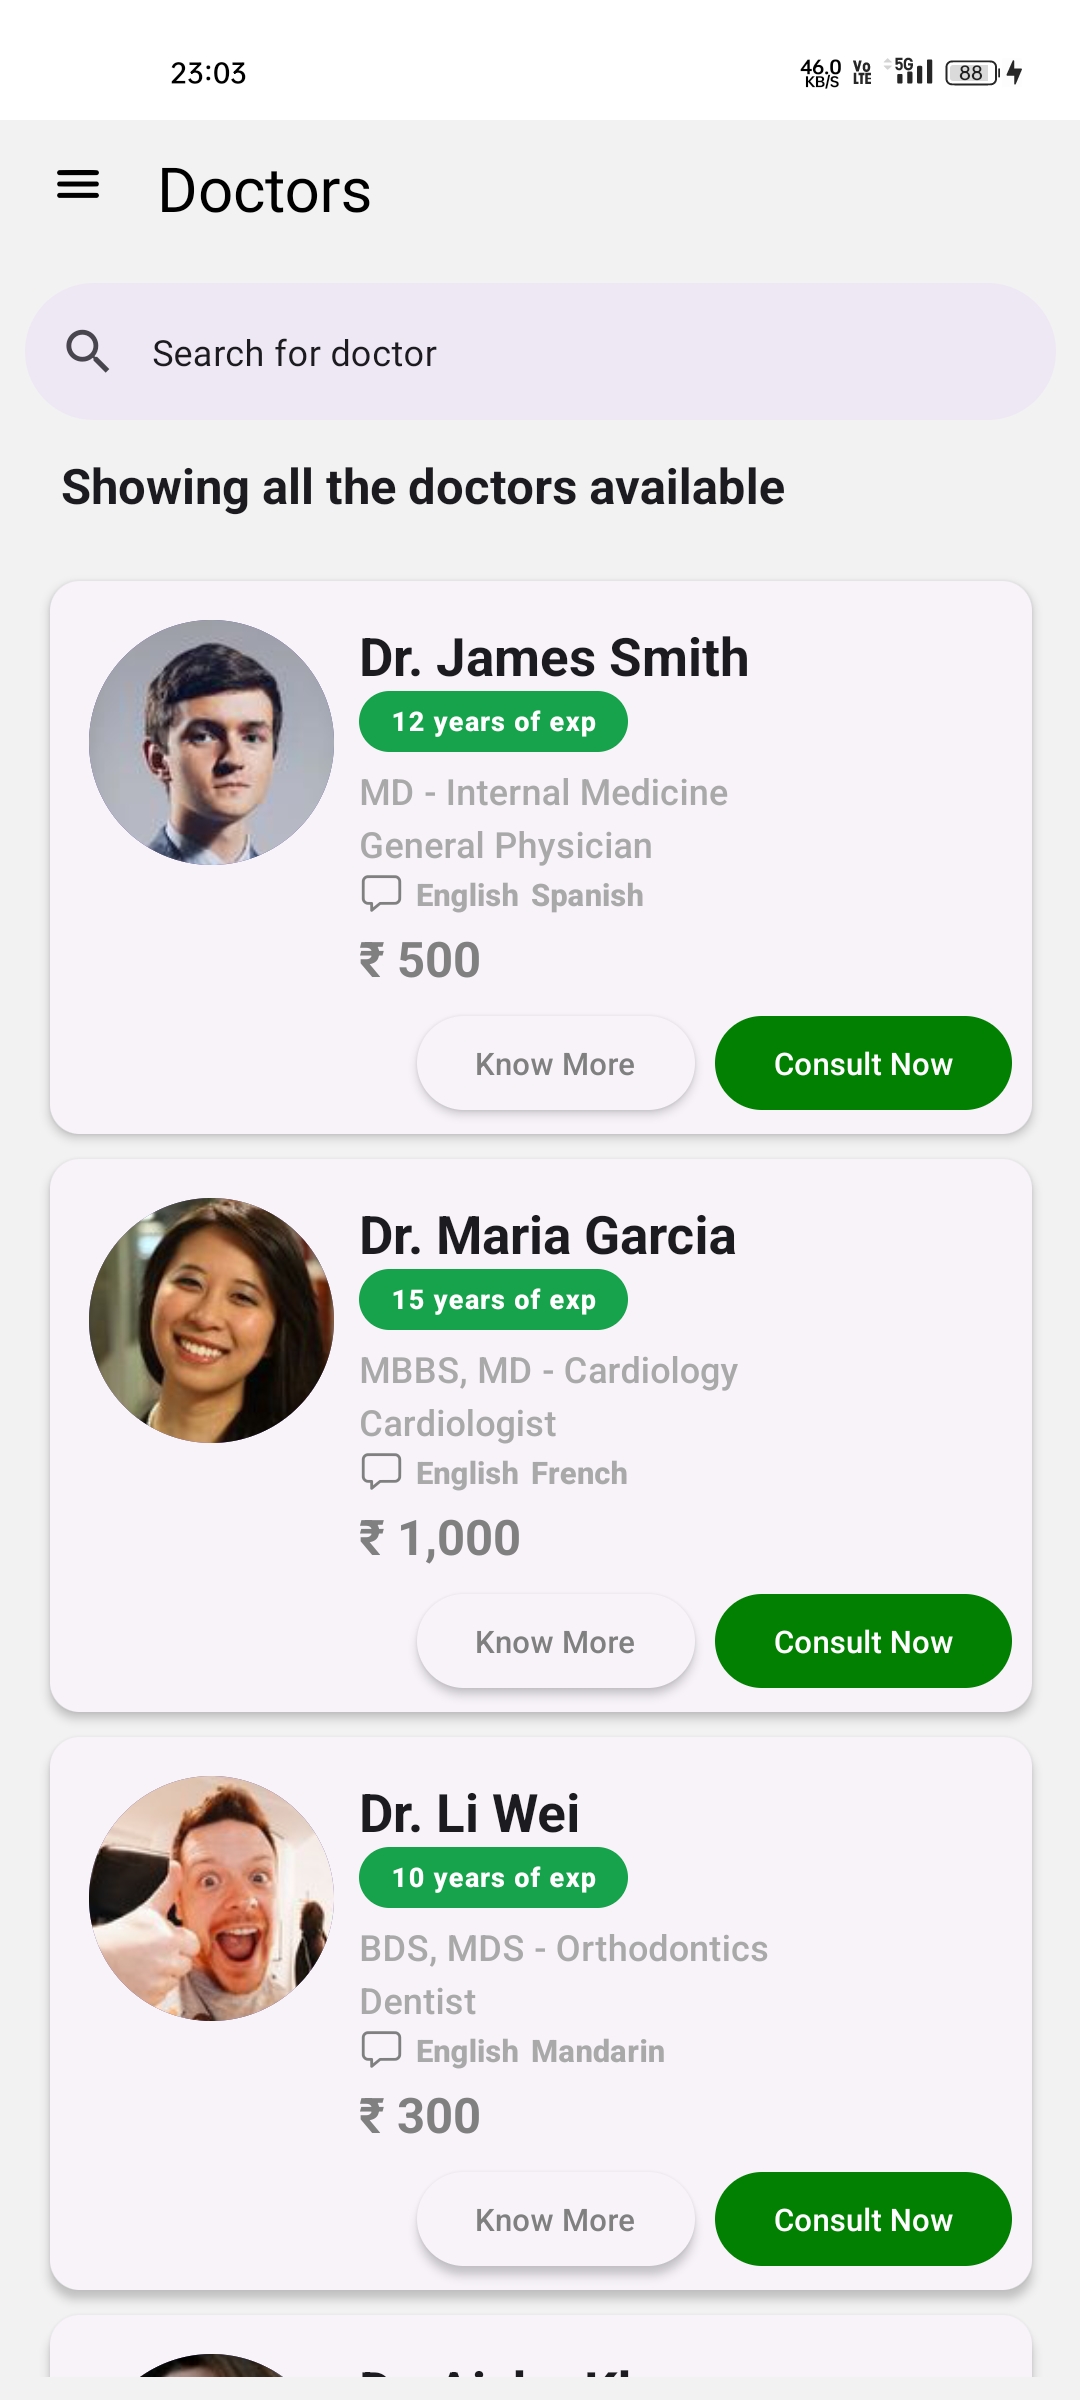 23:03
46.0 KB/S Vo LTE 5G 88
Doctors
Search for doctor
Showing all the doctors available
Dr. James Smith
12 years of exp
MD - Internal Medicine
General Physician
English Spanish
₹ 500
Know More Consult Now
Dr. Maria Garcia
15 years of exp
MBBS, MD - Cardiology
Cardiologist
English French
₹ 1,000
Know More Consult Now
Dr. Li Wei
10 years of exp
BDS, MDS - Orthodontics
Dentist
English Mandarin
₹ 300
Know More Consult Now